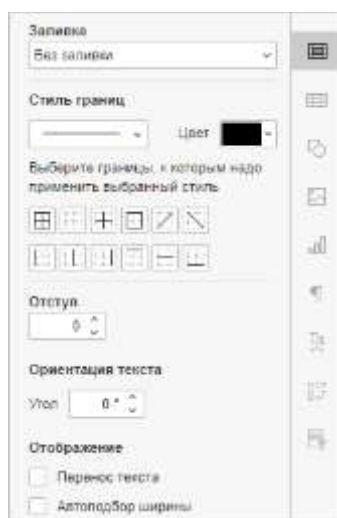 Заливка
Без заливки
Стиль границ
Цвет
Выберите границы, к которым надо
применить выбранный стиль
Отступ
0
Ориентация текста
Угол 0 °
Отображение
Перенос текста
Автоподбор ширины